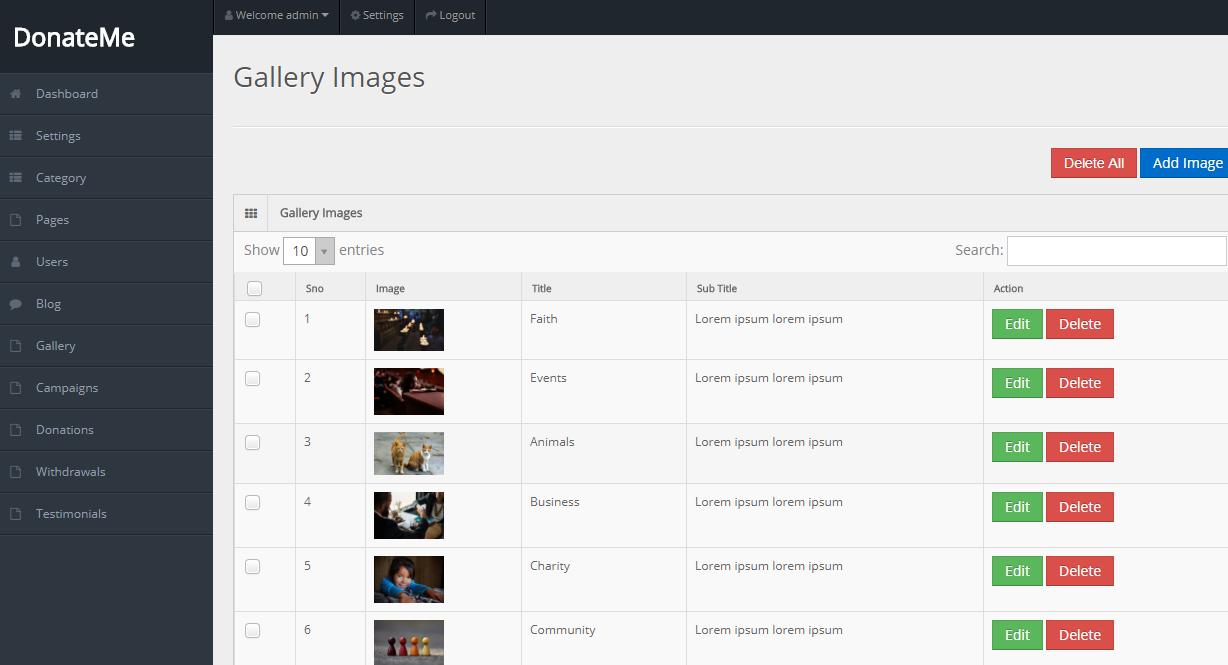 DonateMe
Welcome admin
Settings
Logout
Dashboard
Settings
Category
Pages
Users
Blog
Gallery
Campaigns
Donations
Withdrawals
Testimonials
Gallery Images
Delete All Add Image
Gallery Images
Show 10 entries Search:
Sno Image Title Sub Title Action
1 Faith Lorem ipsum lorem ipsum Edit Delete
2 Events Lorem ipsum lorem ipsum Edit Delete
3 Animals Lorem ipsum lorem ipsum Edit Delete
4 Business Lorem ipsum lorem ipsum Edit Delete
5 Charity Lorem ipsum lorem ipsum Edit Delete
6 Community Lorem ipsum lorem ipsum Edit Delete